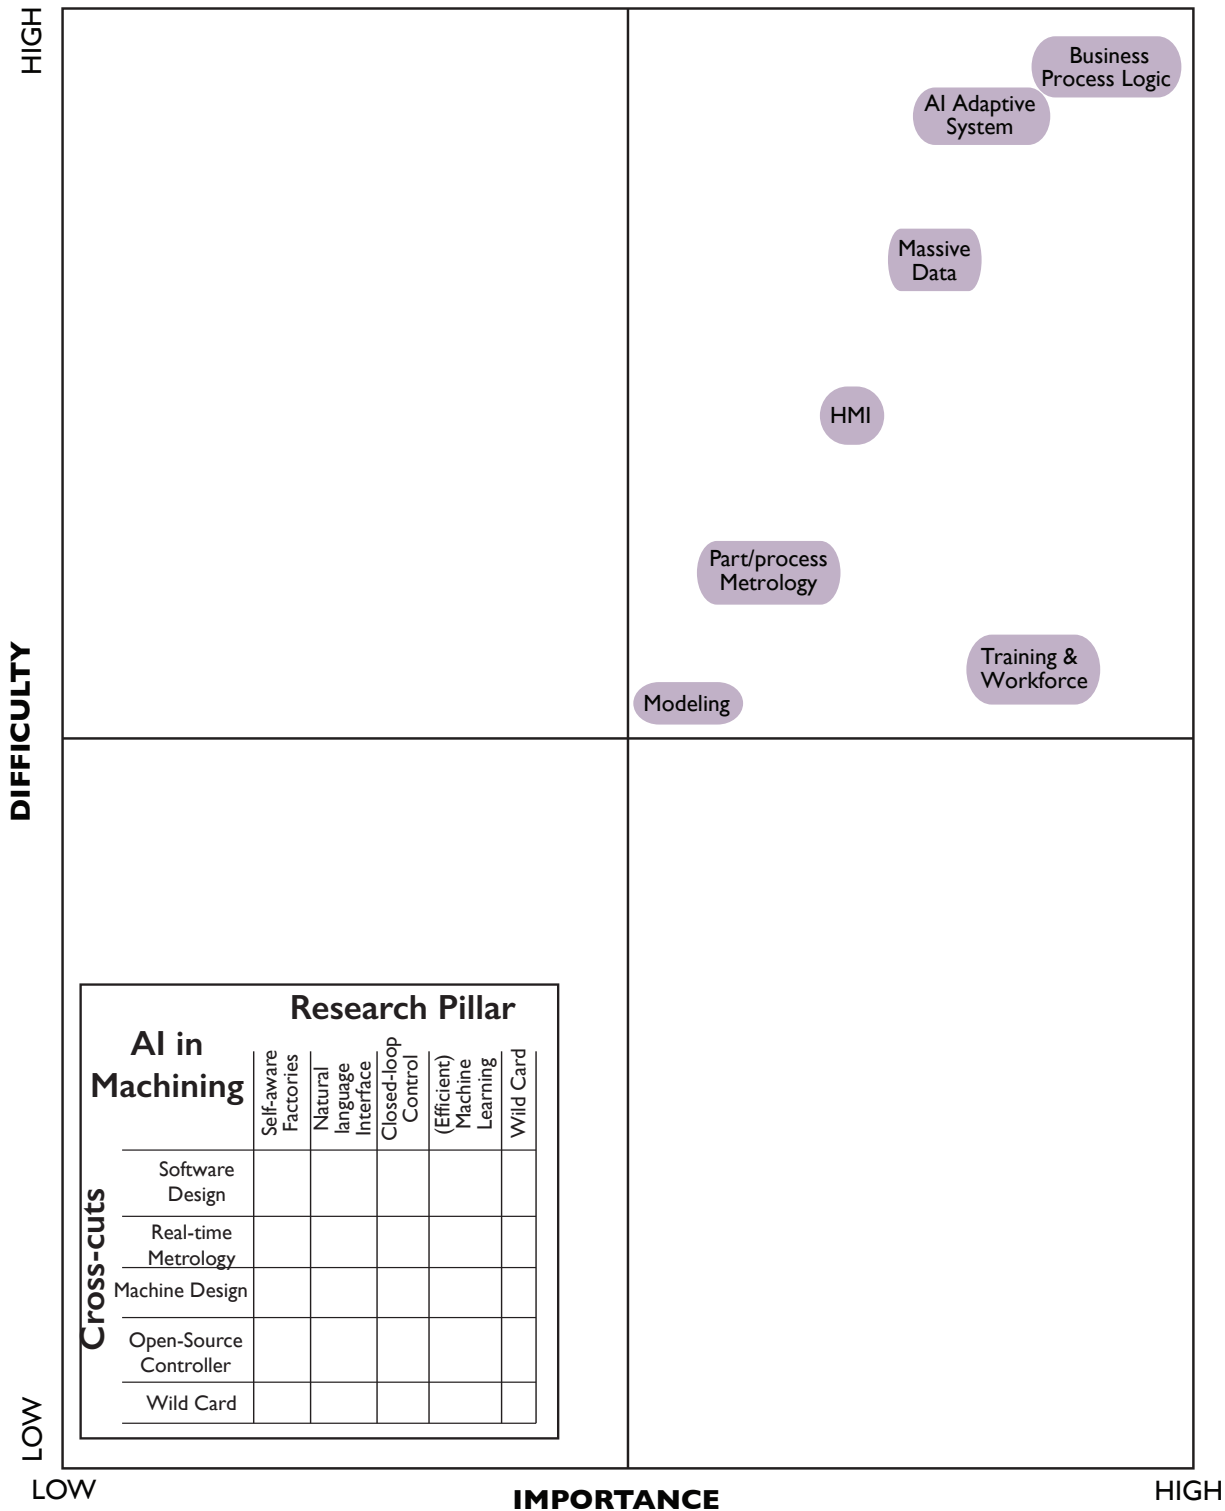 HIGH
Business
Process Logic
AI Adaptive
System
Massive
Data
HMI
Part/process
Metrology
Training &
Workforce
Modeling
DIFFICULTY
Research Pillar
AI in
Machining
Self-aware
Factories
Natural
language
Interface
Closed-loop
Control
(Efficient)
Machine
Learning
Wild Card
Cross-cuts
Software
Design
Real-time
Metrology
Machine Design
Open-Source
Controller
Wild Card
LOW
LOW
IMPORTANCE
HIGH